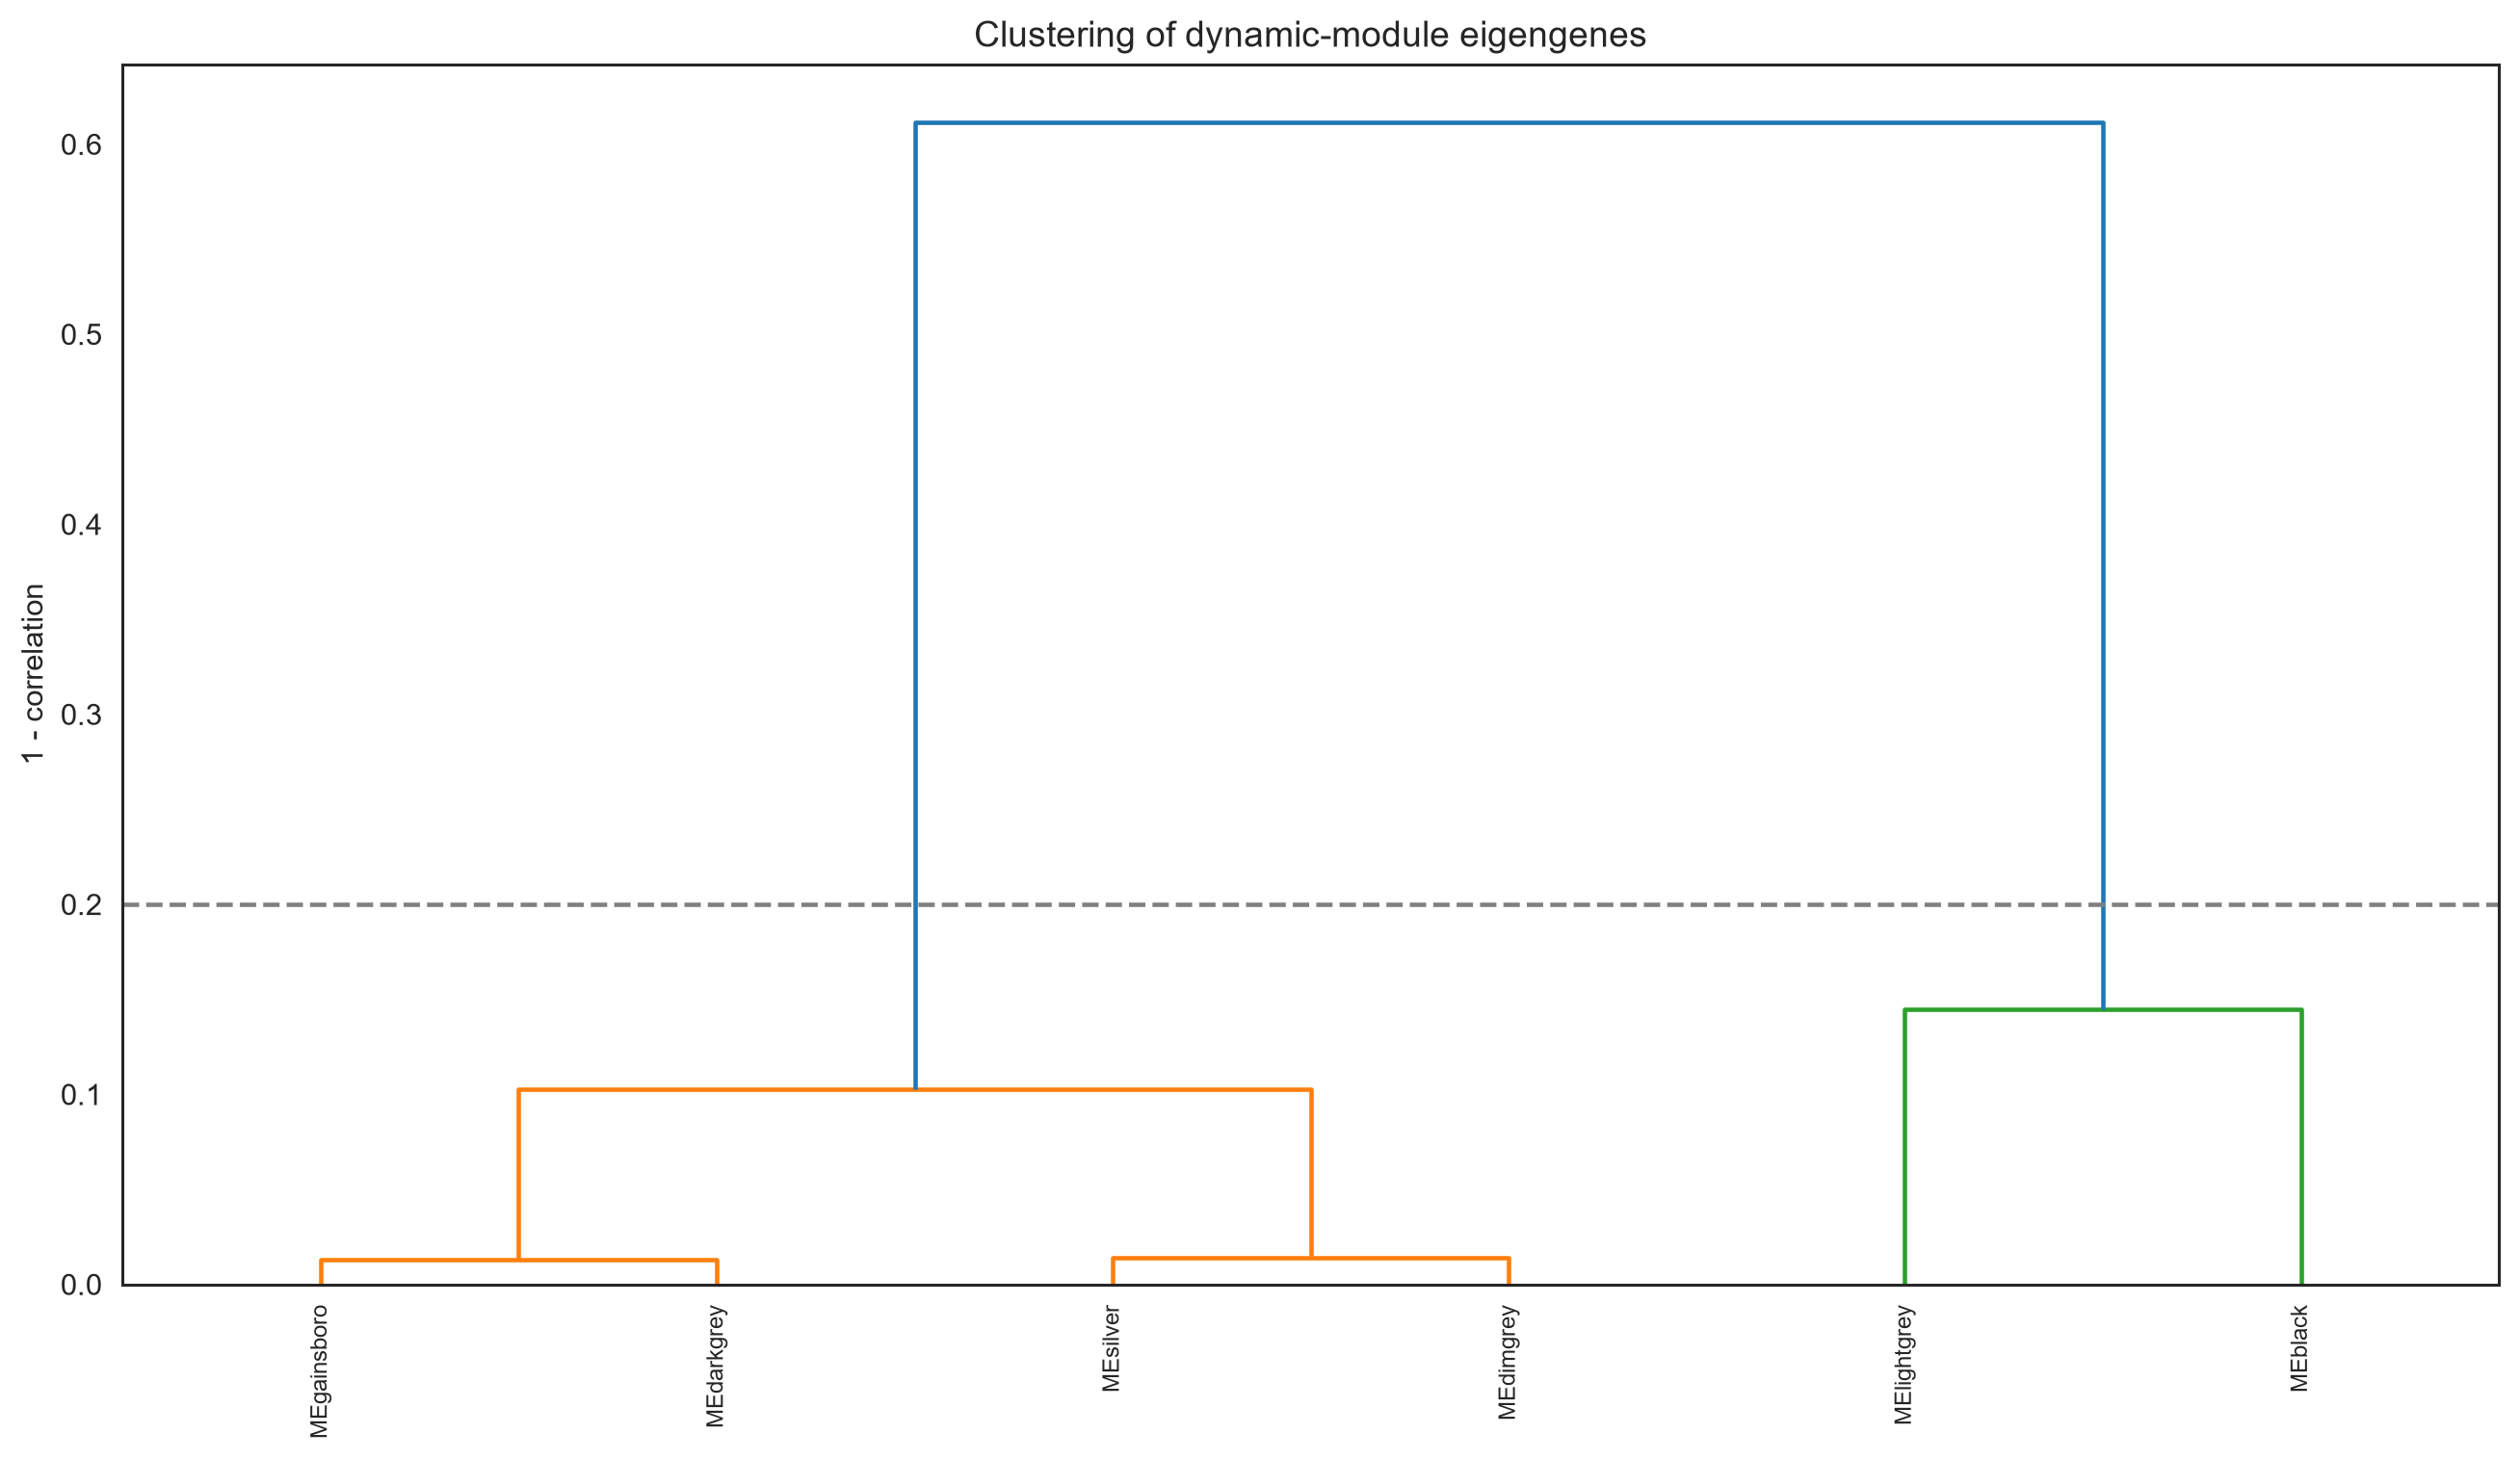 Clustering of dynamic-module eigengenes
0.6
0.5
0.4
0.3
0.2
0.1
0.0
1 - correlation
MEgainsboro
MEdarkgrey
MEsilver
MEdimgrey
MElightgrey
MEblack